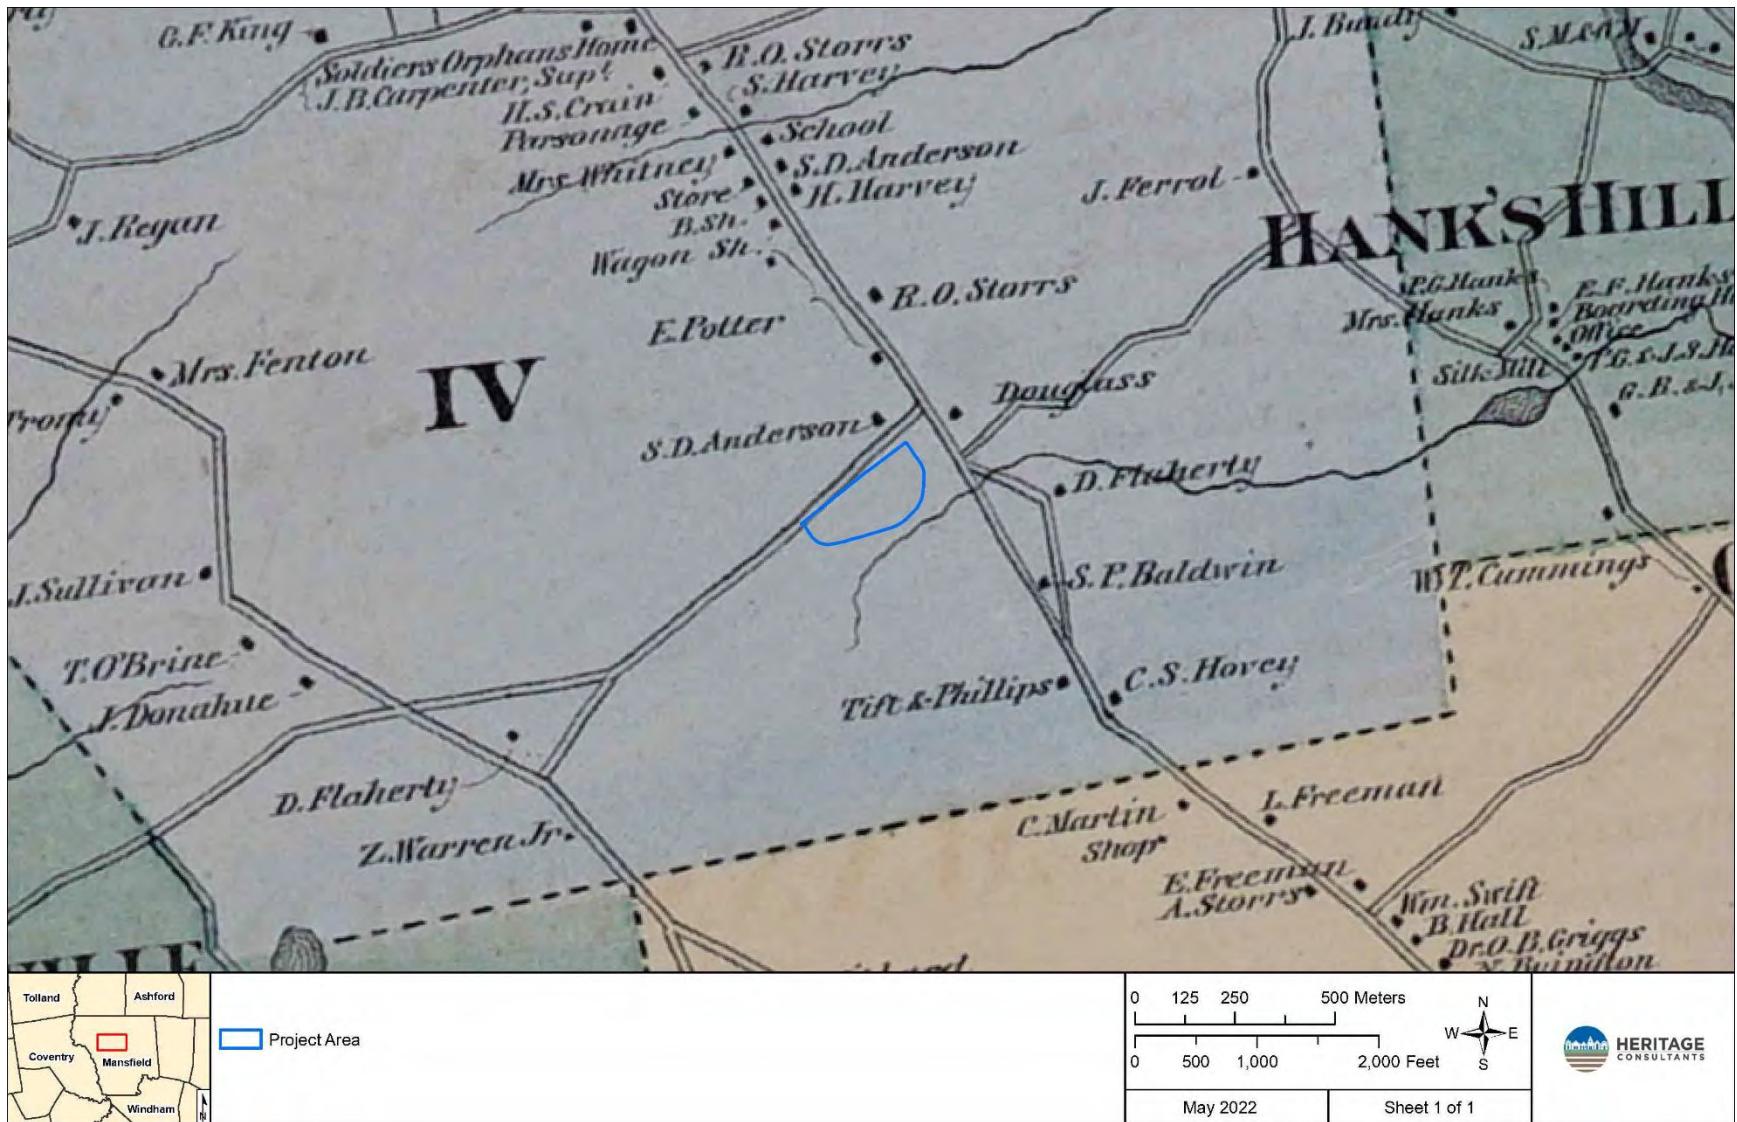 G.F. King
Soldiers Orphans Home
J.B. Carpenter, Supt.
H.S. Crain
Parsonage
Mrs. Whitney
Store
B. Sh.
Wagon Sh.
E. Potter
S.D. Anderson
R.O. Storrs
S. Harvey
School
S.D. Anderson
H. Harvey
R.O. Storrs
Douglass
D. Flaherty
S.P. Baldwin
C.S. Hovey
Tift & Phillips
J. Bundy
S.M. & A.M
J. Ferrol
HANK'S HILL
P.G. Hanks
Mrs. Hanks
E.F. Hanks
Boarding
Office
P.G. & J.S.
Silk Mill
G.B. & J.
W.T. Cummings
J. Regan
Mrs. Fenton
IV
J. Sullivan
T. O'Brine
J. Donahue
D. Flaherty
Z. Warren Jr.
C. Martin
Shop
L. Freeman
E. Freeman
A. Storrs
Wm. Swift
B. Hall
Dr. O.B. Griggs
Tolland
Ashford
Coventry
Mansfield
Windham
N
Project Area
0 125 250 500 Meters
0 500 1,000 2,000 Feet
N
W E
S
May 2022
Sheet 1 of 1
HERITAGE
CONSULTANTS